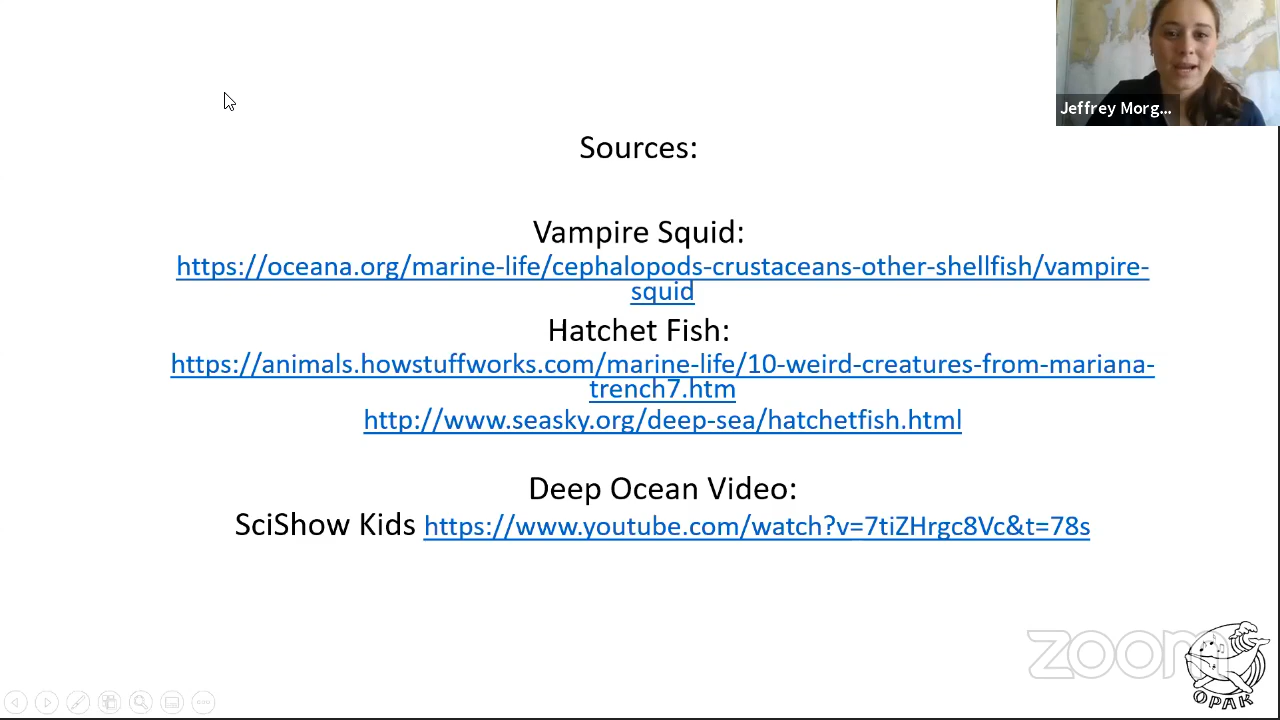 Jeffrey Morg...
Sources:
Vampire Squid:
https://oceana.org/marine-life/cephalopods-crustaceans-other-shellfish/vampire-
squid
Hatchet Fish:
https://animals.howstuffworks.com/marine-life/10-weird-creatures-from-mariana-
trench7.htm
http://www.seasky.org/deep-sea/hatchetfish.html
Deep Ocean Video:
SciShow Kids https://www.youtube.com/watch?v=7tiZHrgc8Vc&t=78s
zoom
OPAK